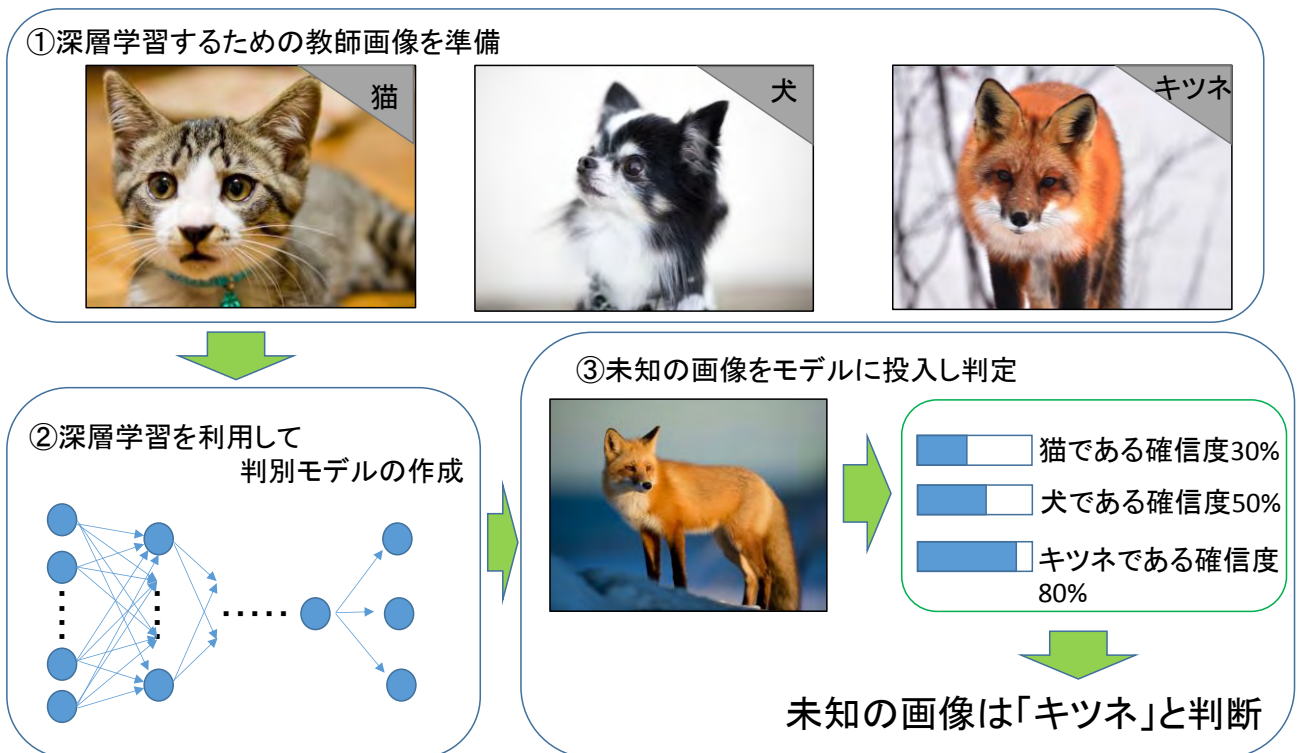 ①深層学習するための教師画像を準備
猫
犬
キツネ
②深層学習を利用して
判別モデルの作成
③未知の画像をモデルに投入し判定
猫である確信度30%
犬である確信度50%
キツネである確信度
80%
未知の画像は「キツネ」と判断